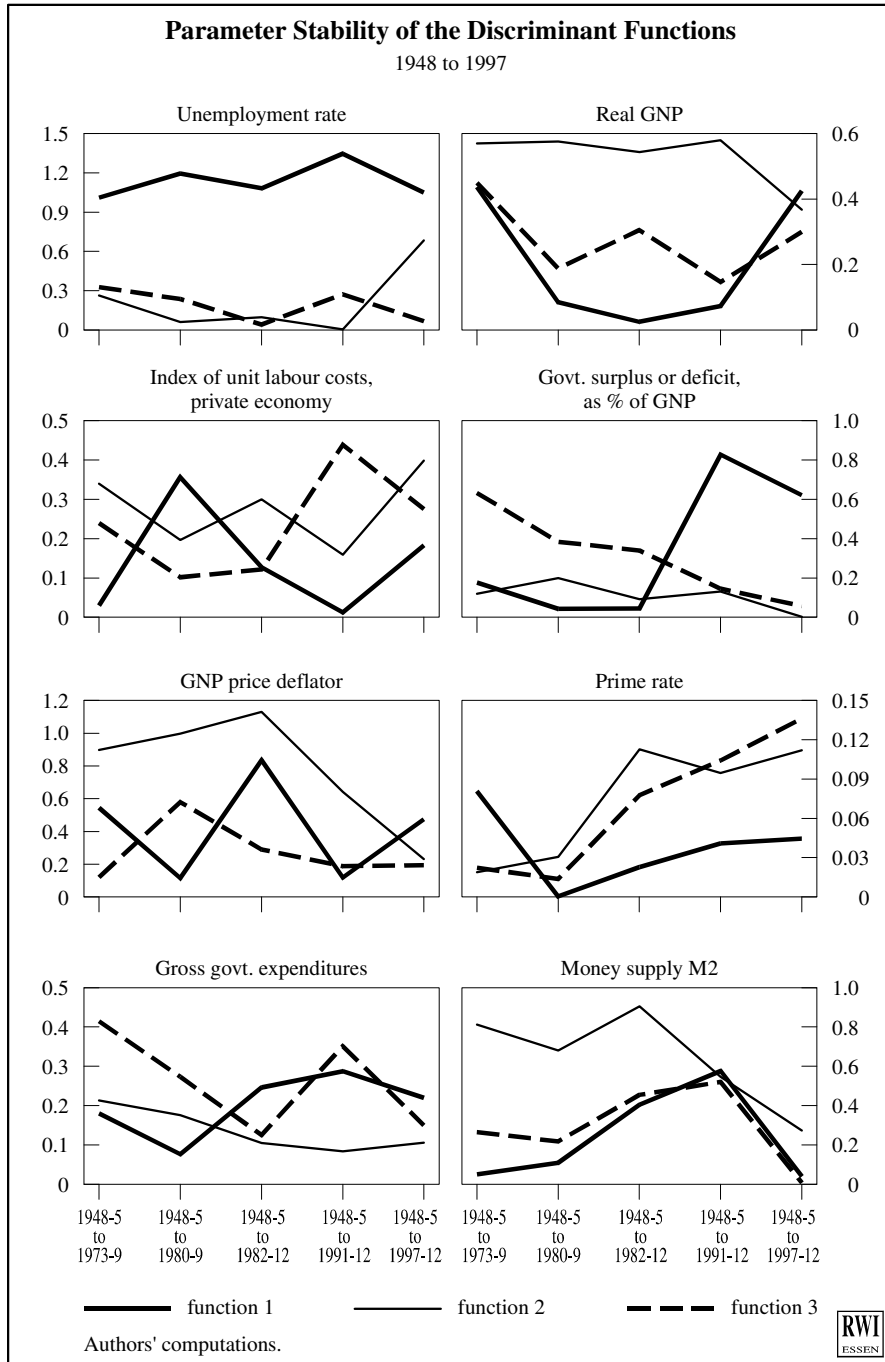 Parameter Stability of the Discriminant Functions
1948 to 1997
Unemployment rate
1.5
1.2
0.9
0.6
0.3
0
Real GNP
0.6
0.4
0.2
0
Index of unit labour costs,
private economy
0.5
0.4
0.3
0.2
0.1
0
Govt. surplus or deficit,
as % of GNP
1.0
0.8
0.6
0.4
0.2
0
GNP price deflator
1.2
1.0
0.8
0.6
0.4
0.2
0
Prime rate
0.15
0.12
0.09
0.06
0.03
0
Gross govt. expenditures
0.5
0.4
0.3
0.2
0.1
0
Money supply M2
1.0
0.8
0.6
0.4
0.2
0
1948-5 1948-5 1948-5 1948-5 1948-5
to to to to to
1973-9 1980-9 1982-12 1991-12 1997-12
1948-5 1948-5 1948-5 1948-5 1948-5
to to to to to
1973-9 1980-9 1982-12 1991-12 1997-12
function 1 function 2 function 3
Authors' computations.
RWI
ESSEN